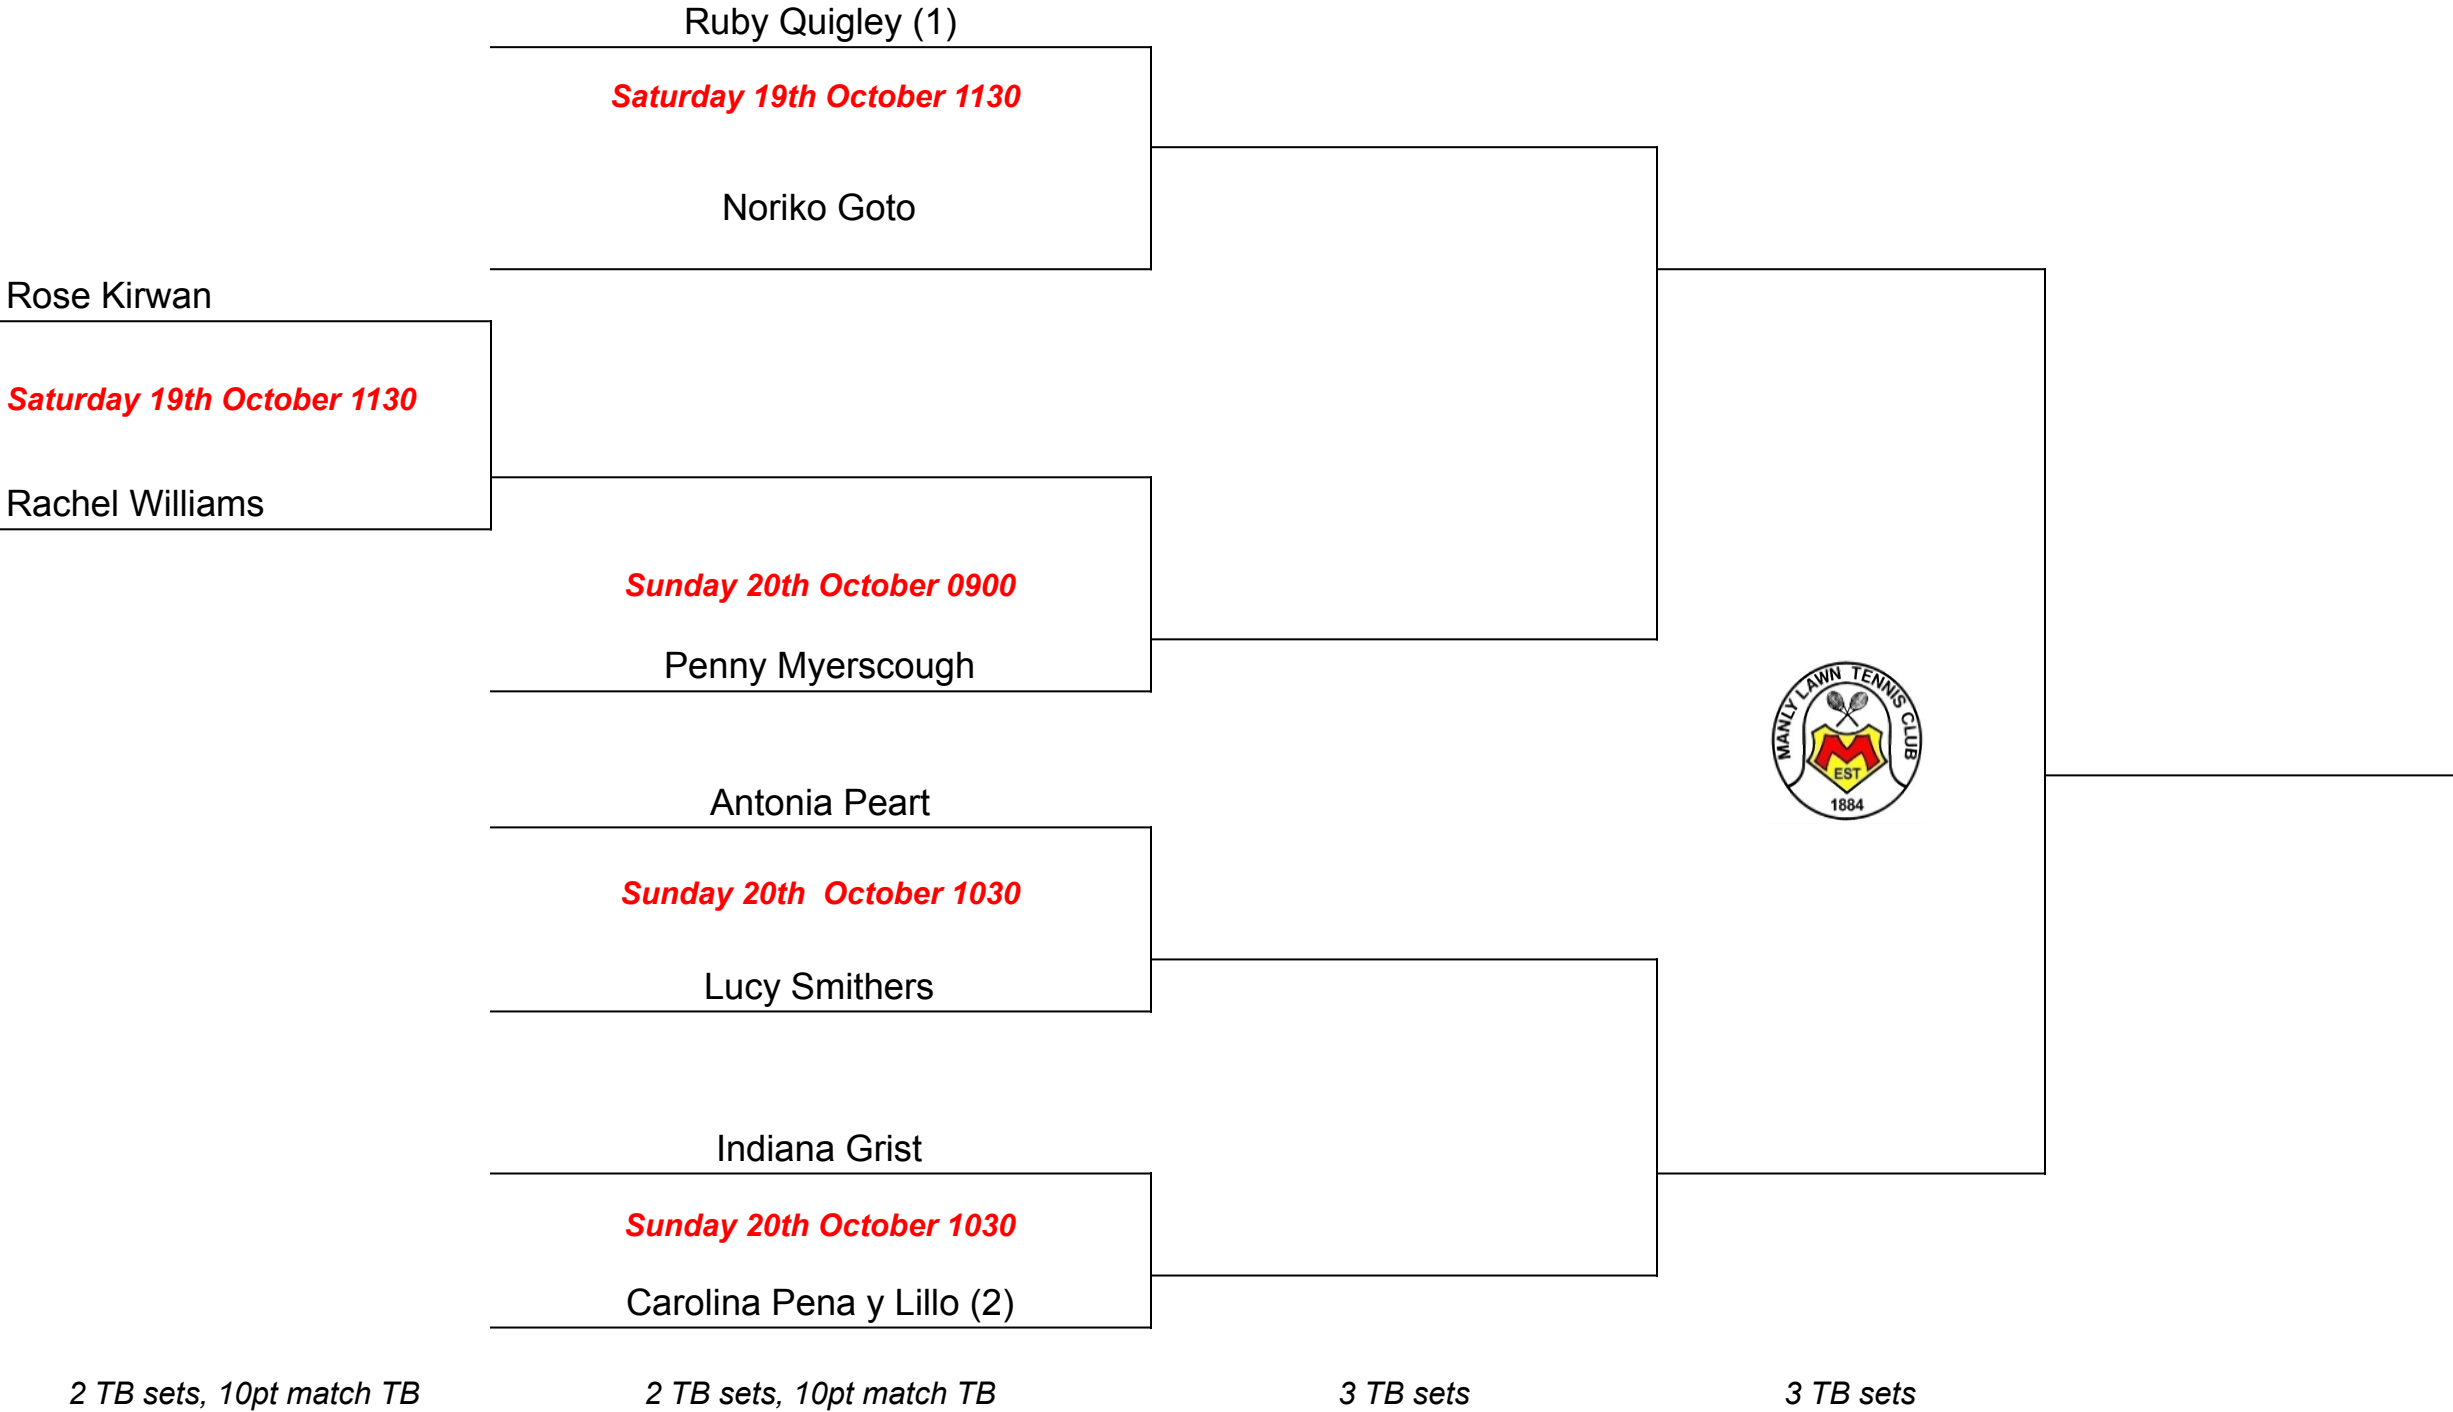 Ruby Quigley (1)
Saturday 19th October 1130
Noriko Goto
Rose Kirwan
Saturday 19th October 1130
Rachel Williams
Sunday 20th October 0900
Penny Myerscough
MANLY LAWN TENNIS CLUB
M
EST
1884
Antonia Peart
Sunday 20th  October 1030
Lucy Smithers
Indiana Grist
Sunday 20th October 1030
Carolina Pena y Lillo (2)
2 TB sets, 10pt match TB
2 TB sets, 10pt match TB
3 TB sets
3 TB sets